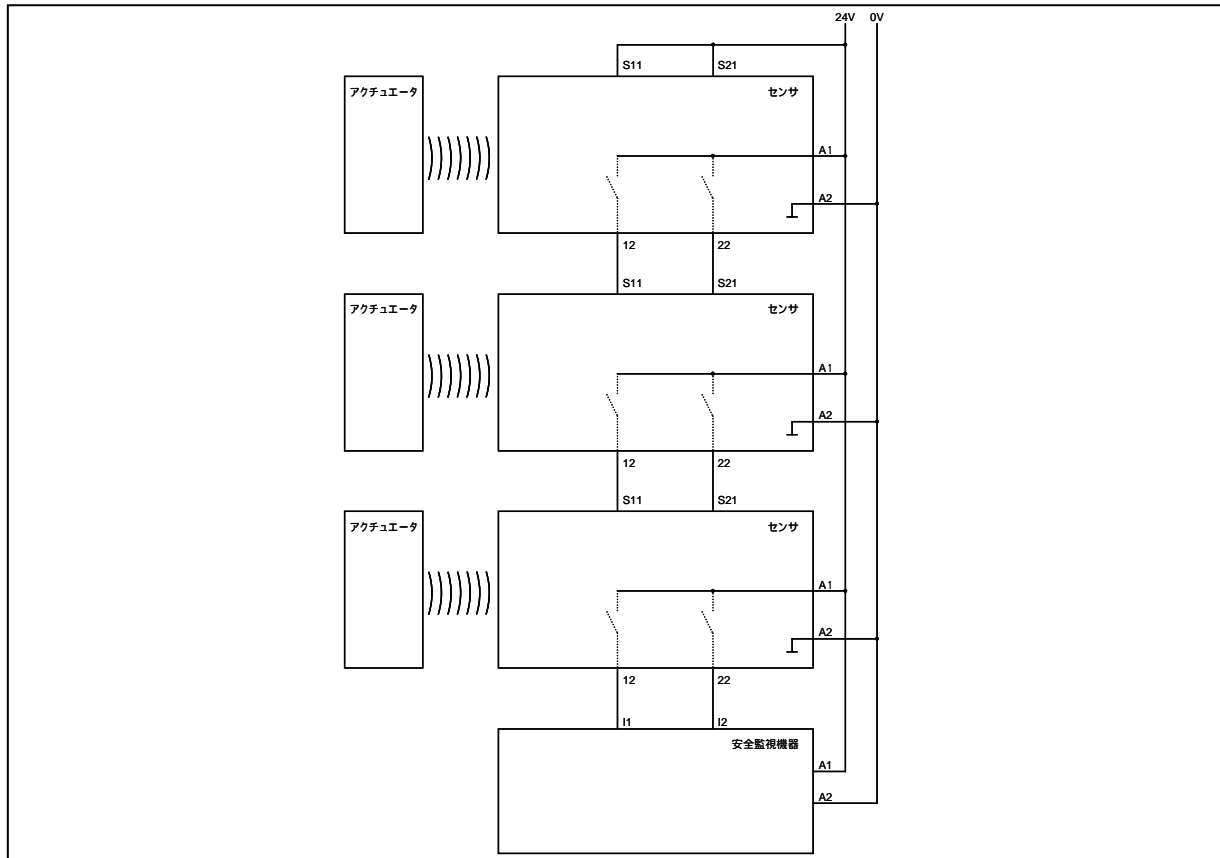 24V 0V
S11 S21
アクチュエータ センサ
A1
A2
12 22
S11 S21
アクチュエータ センサ
A1
A2
12 22
S11 S21
アクチュエータ センサ
A1
A2
12 22
I1 I2
安全監視機器
A1
A2